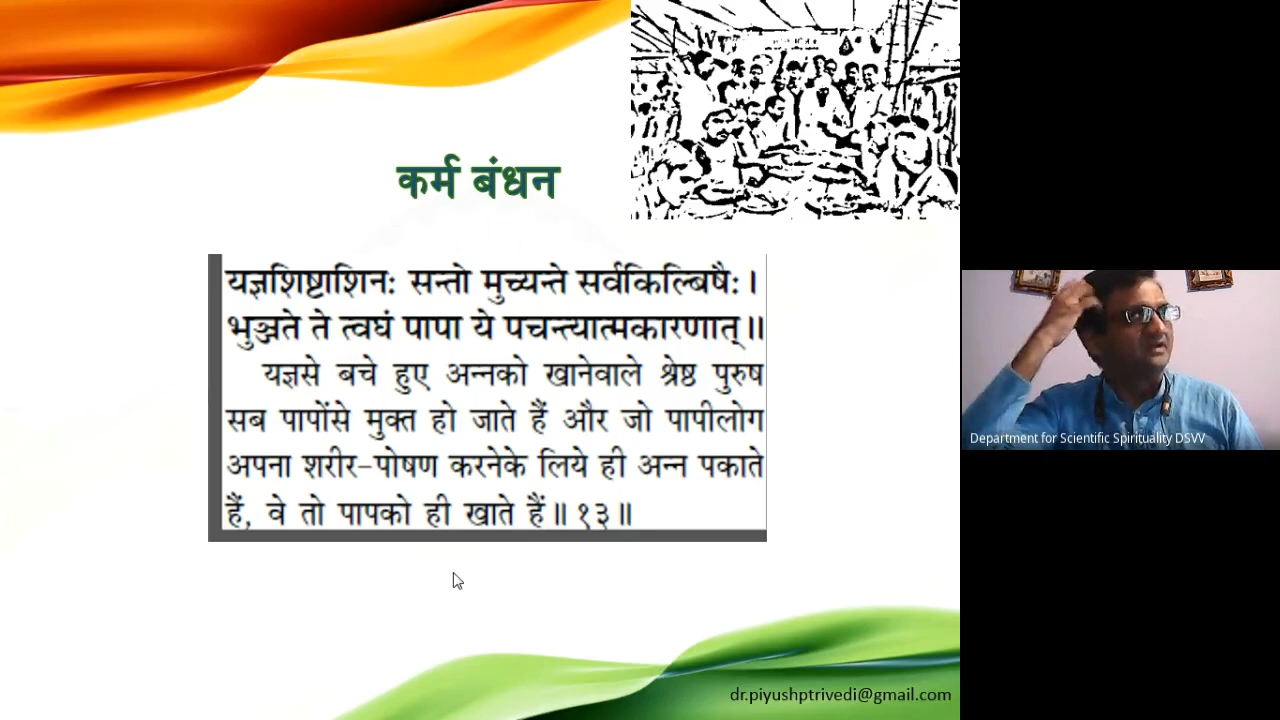 कर्म बंधन
यज्ञशिष्टाशिनः सन्तो मुच्यन्ते सर्वकिल्बिषैः।
भुञ्जते ते त्वघं पापा ये पचन्त्यात्मकारणात्॥
यज्ञसे बचे हुए अन्नको खानेवाले श्रेष्ठ पुरुष
सब पापोंसे मुक्त हो जाते हैं और जो पापीलोग
अपना शरीर-पोषण करनेके लिये ही अन्न पकाते
हैं, वे तो पापको ही खाते हैं॥ १३॥
Department for Scientific Spirituality DSVV
dr.piyushptrivedi@gmail.com